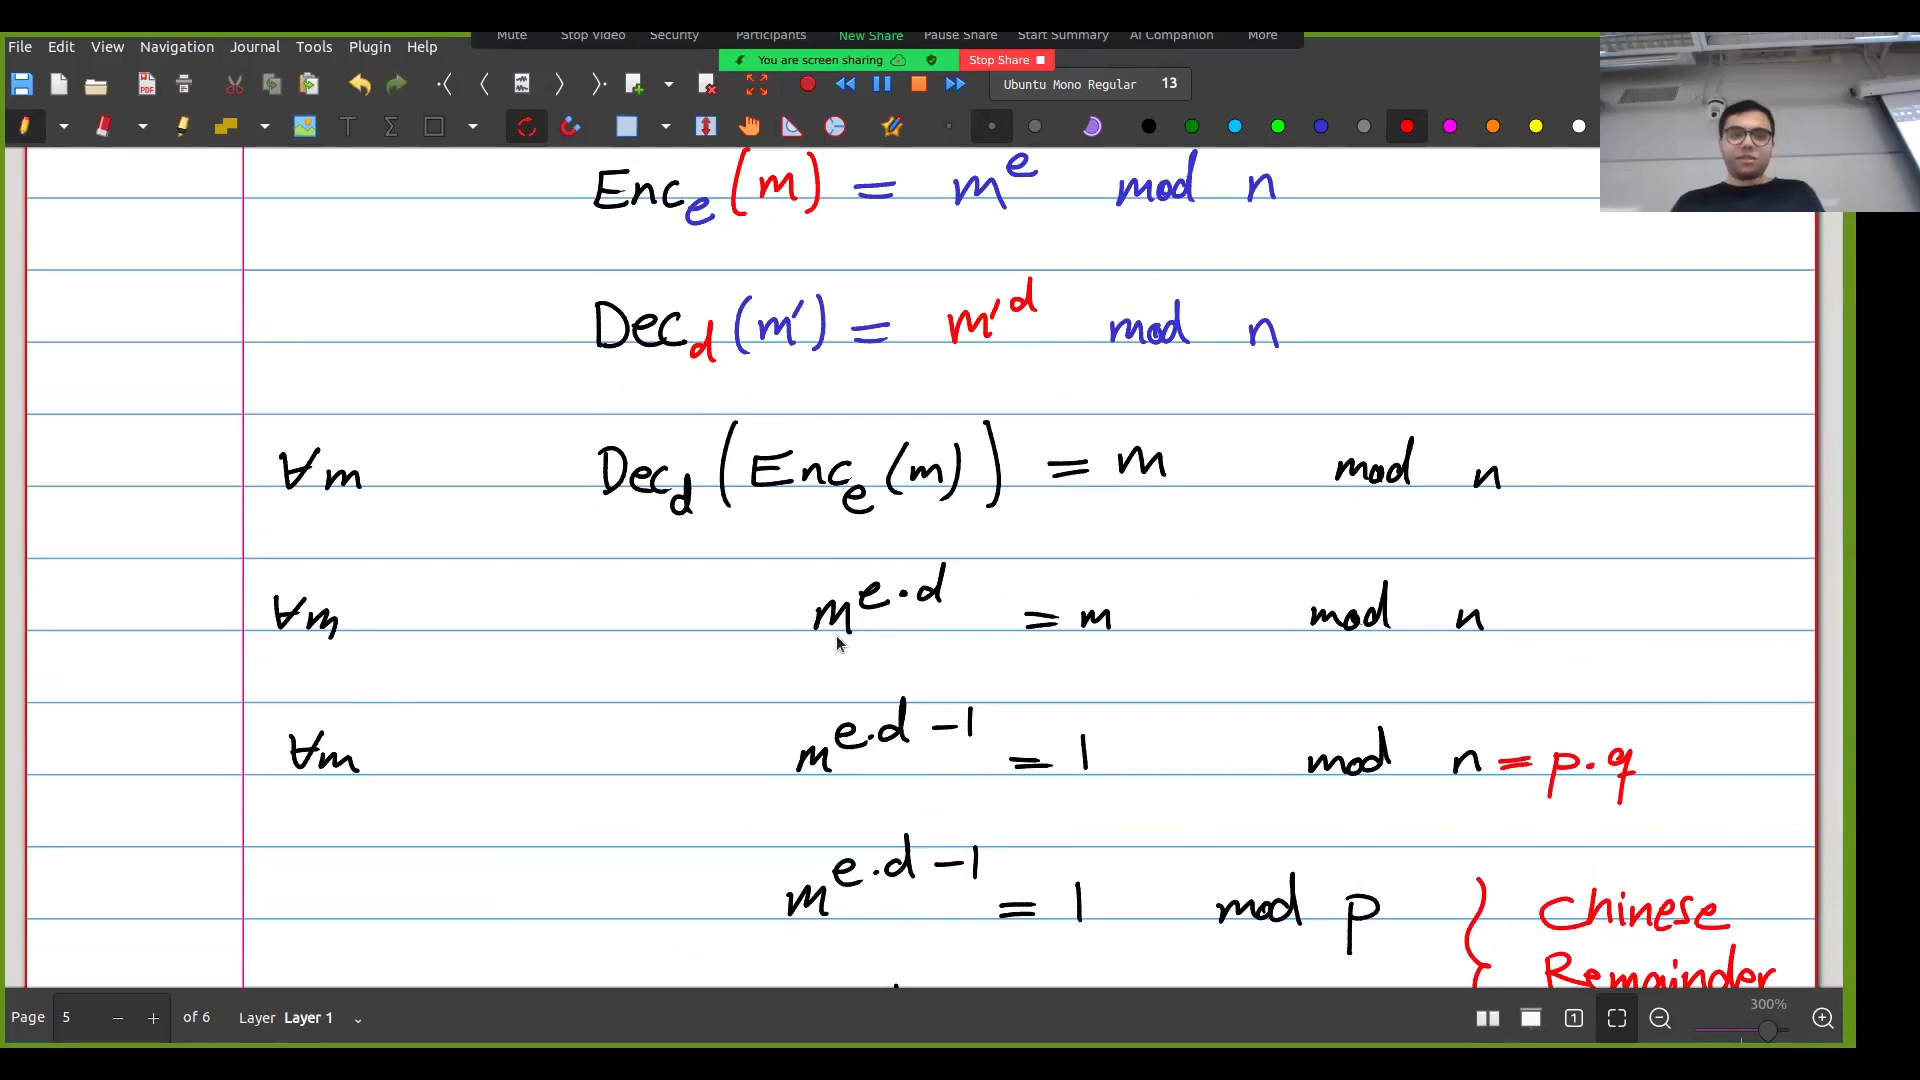 Mute Stop Video Security Participants New Share Pause Share Start Summary AI Companion More
File Edit View Navigation Journal Tools Plugin Help
You are screen sharing Stop Share
Ubuntu Mono Regular 13
Enc_e (m) = m^e mod n
Dec_d (m') = m'^d mod n
∀m Dec_d (Enc_e (m)) = m mod n
∀m m^{e·d} = m mod n
∀m m^{e·d-1} = 1 mod n = p·q
m^{e·d-1} = 1 mod p } Chinese
Remainder
Page 5 of 6 Layer Layer 1 300%